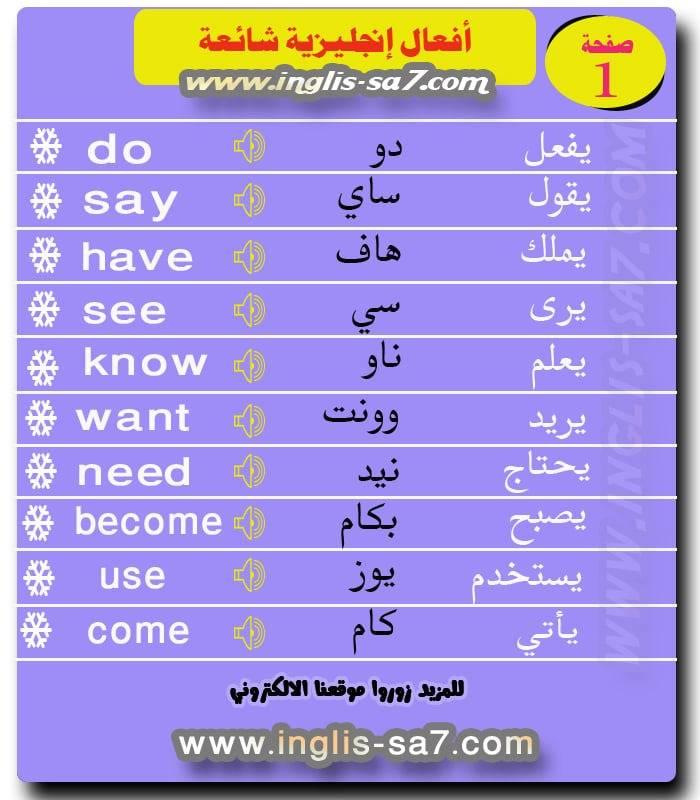 أفعال إنجليزية شائعة
www.inglis-sa7.com
صفحة
1
do دو يفعل
say ساي يقول
have هاف يملك
see سي يرى
know ناو يعلم
want وونت يريد
need نيد يحتاج
become بكام يصبح
use يوز يستخدم
come كام يأتي
WWW.INGLIS-SA7.COM
للمزيد زوروا موقعنا الالكتروني
www.inglis-sa7.com